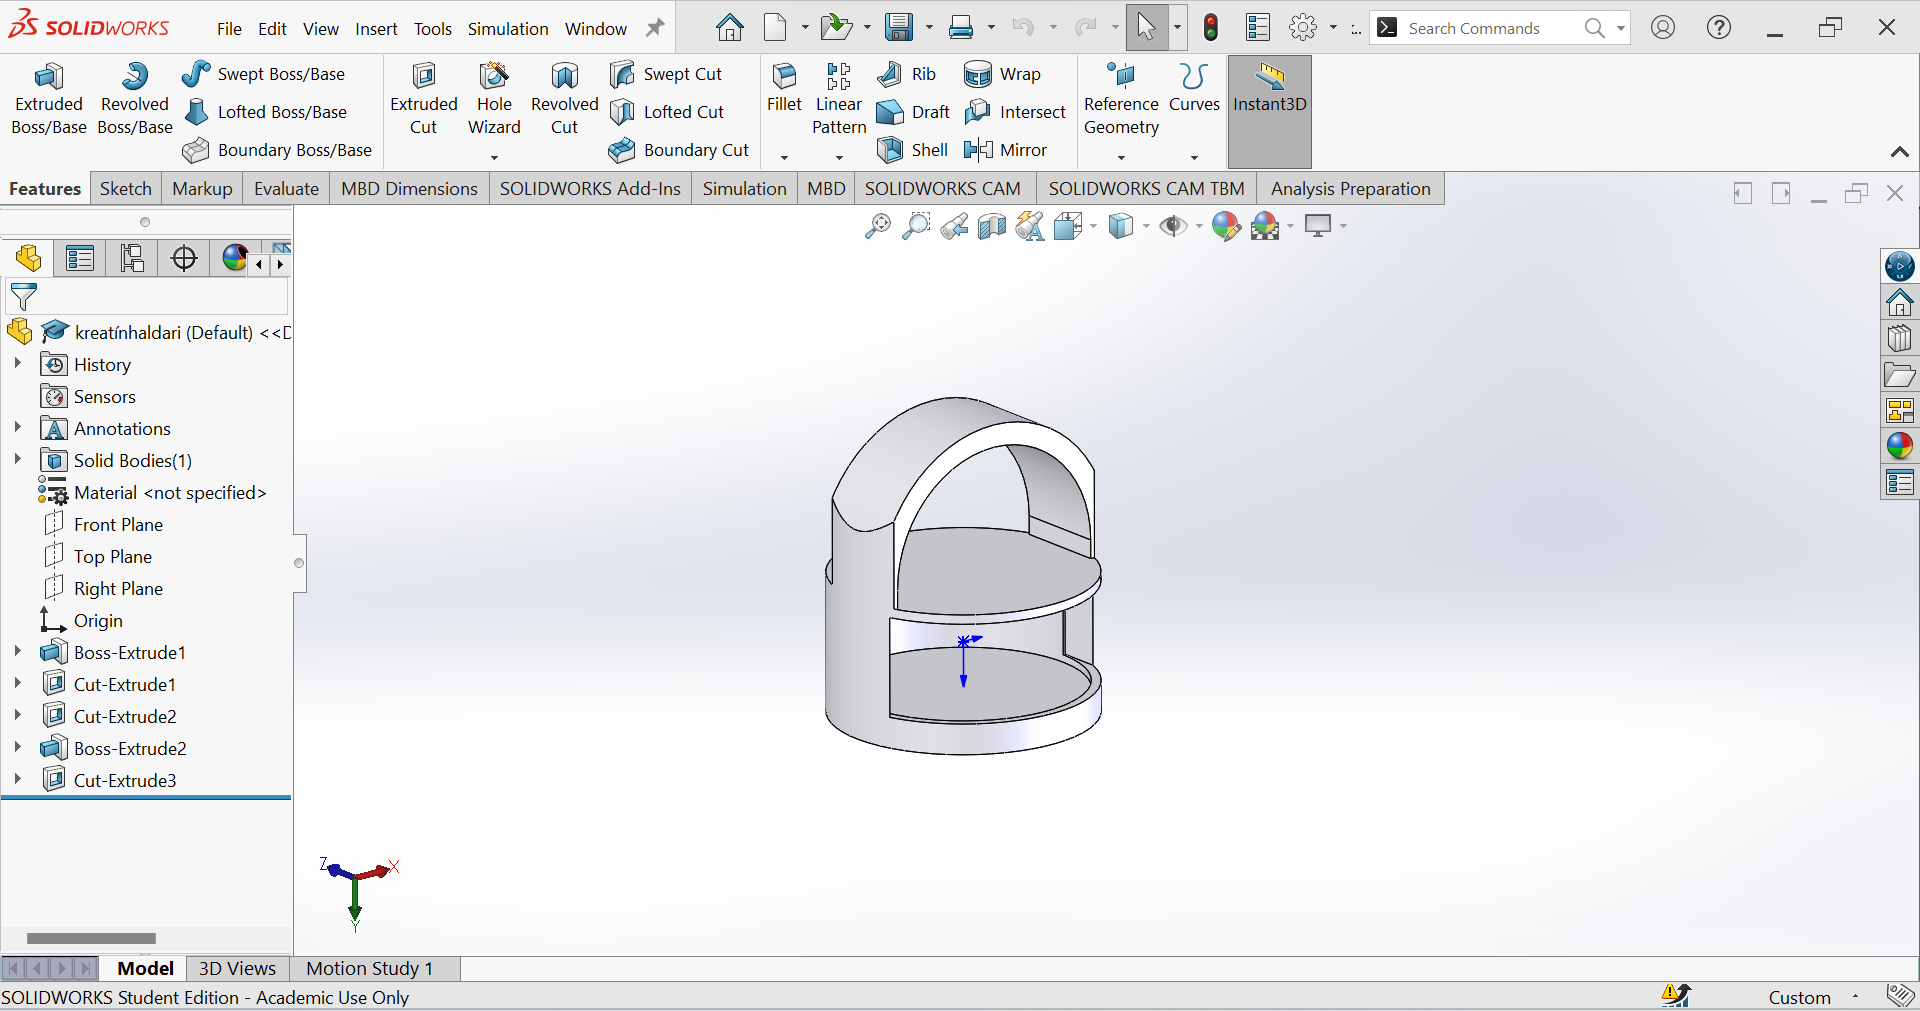 SOLIDWORKS
File Edit View Insert Tools Simulation Window
..
Search Commands
Extruded Boss/Base
Revolved Boss/Base
Swept Boss/Base
Lofted Boss/Base
Boundary Boss/Base
Extruded Cut
Hole Wizard
Revolved Cut
Swept Cut
Lofted Cut
Boundary Cut
Fillet
Linear Pattern
Rib
Draft
Shell
Wrap
Intersect
Mirror
Reference Geometry
Curves
Instant3D
Features Sketch Markup Evaluate MBD Dimensions SOLIDWORKS Add-Ins Simulation MBD SOLIDWORKS CAM SOLIDWORKS CAM TBM Analysis Preparation
kreatínhaldari (Default) <<D
History
Sensors
Annotations
Solid Bodies(1)
Material <not specified>
Front Plane
Top Plane
Right Plane
Origin
Boss-Extrude1
Cut-Extrude1
Cut-Extrude2
Boss-Extrude2
Cut-Extrude3
Z X
Y
Model 3D Views Motion Study 1
SOLIDWORKS Student Edition - Academic Use Only
Custom